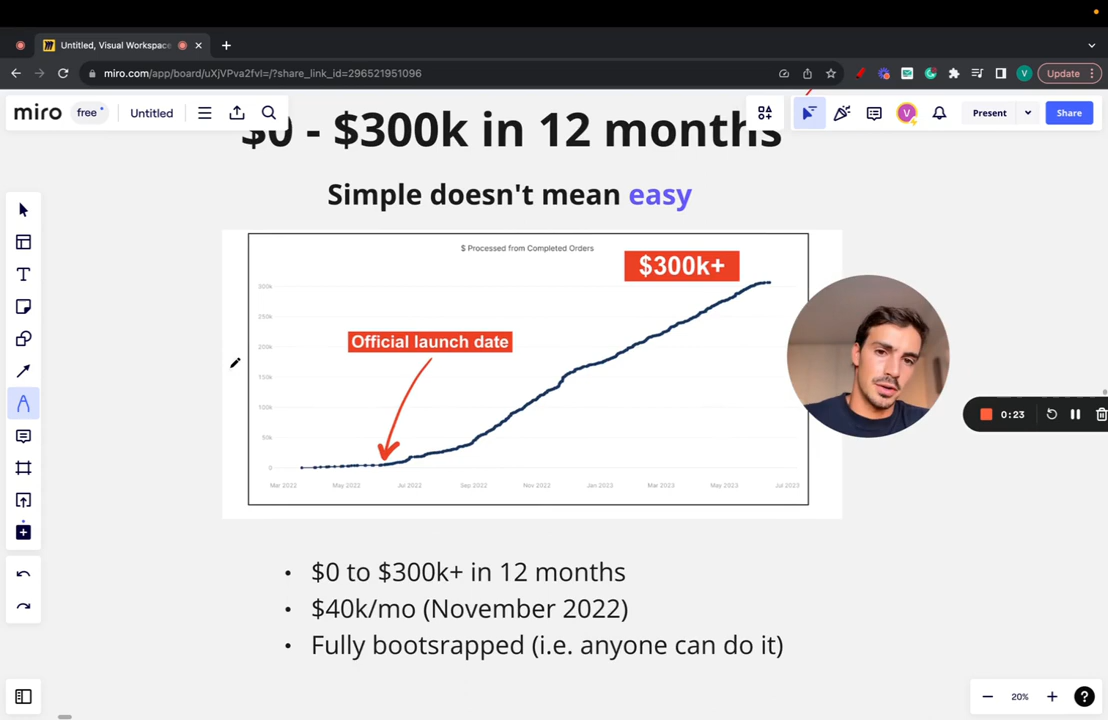 Untitled, Visual Workspac
miro.com/app/board/uXjVPva2fvI=/?share_link_id=296521951096
V
Update
miro
free
Untitled
V
Present
Share
$0 - $300k in 12 months
Simple doesn't mean easy
$ Processed from Completed Orders
$300k+
300k
250k
Official launch date
200k
150k
100k
50k
0
Mar 2022 May 2022 Jul 2022 Sep 2022 Nov 2022 Jan 2023 Mar 2023 May 2023 Jul 2023
0:23
• $0 to $300k+ in 12 months
• $40k/mo (November 2022)
• Fully bootsrapped (i.e. anyone can do it)
20%